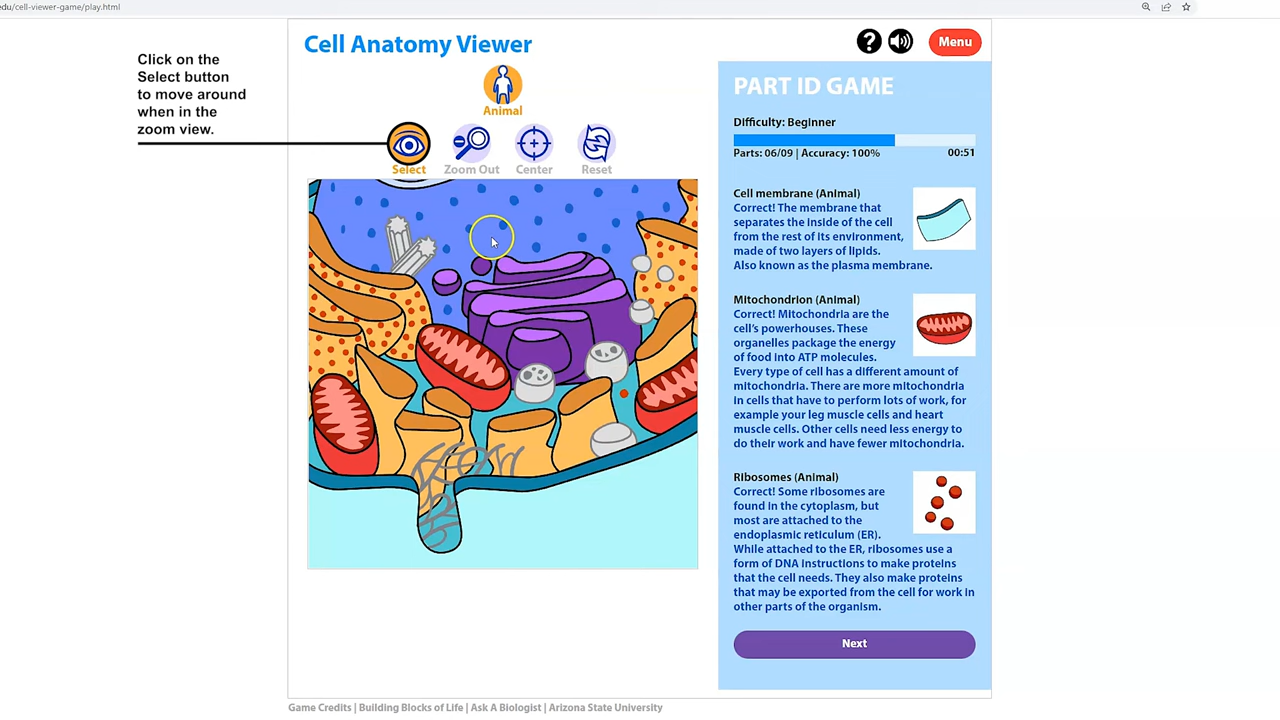 edu/cell-viewer-game/play.html
Cell Anatomy Viewer
Menu
Click on the
Select button
to move around
when in the
zoom view.
Animal
Select
Zoom Out
Center
Reset
PART ID GAME
Difficulty: Beginner
Parts: 06/09 | Accuracy: 100%
00:51
Cell membrane (Animal)
Correct! The membrane that
separates the inside of the cell
from the rest of its environment,
made of two layers of lipids.
Also known as the plasma membrane.
Mitochondrion (Animal)
Correct! Mitochondria are the
cell's powerhouses. These
organelles package the energy
of food into ATP molecules.
Every type of cell has a different amount of
mitochondria. There are more mitochondria
in cells that have to perform lots of work, for
example your leg muscle cells and heart
muscle cells. Other cells need less energy to
do their work and have fewer mitochondria.
Ribosomes (Animal)
Correct! Some ribosomes are
found in the cytoplasm, but
most are attached to the
endoplasmic reticulum (ER).
While attached to the ER, ribosomes use a
form of DNA instructions to make proteins
that the cell needs. They also make proteins
that may be exported from the cell for work in
other parts of the organism.
Next
Game Credits | Building Blocks of Life | Ask A Biologist | Arizona State University